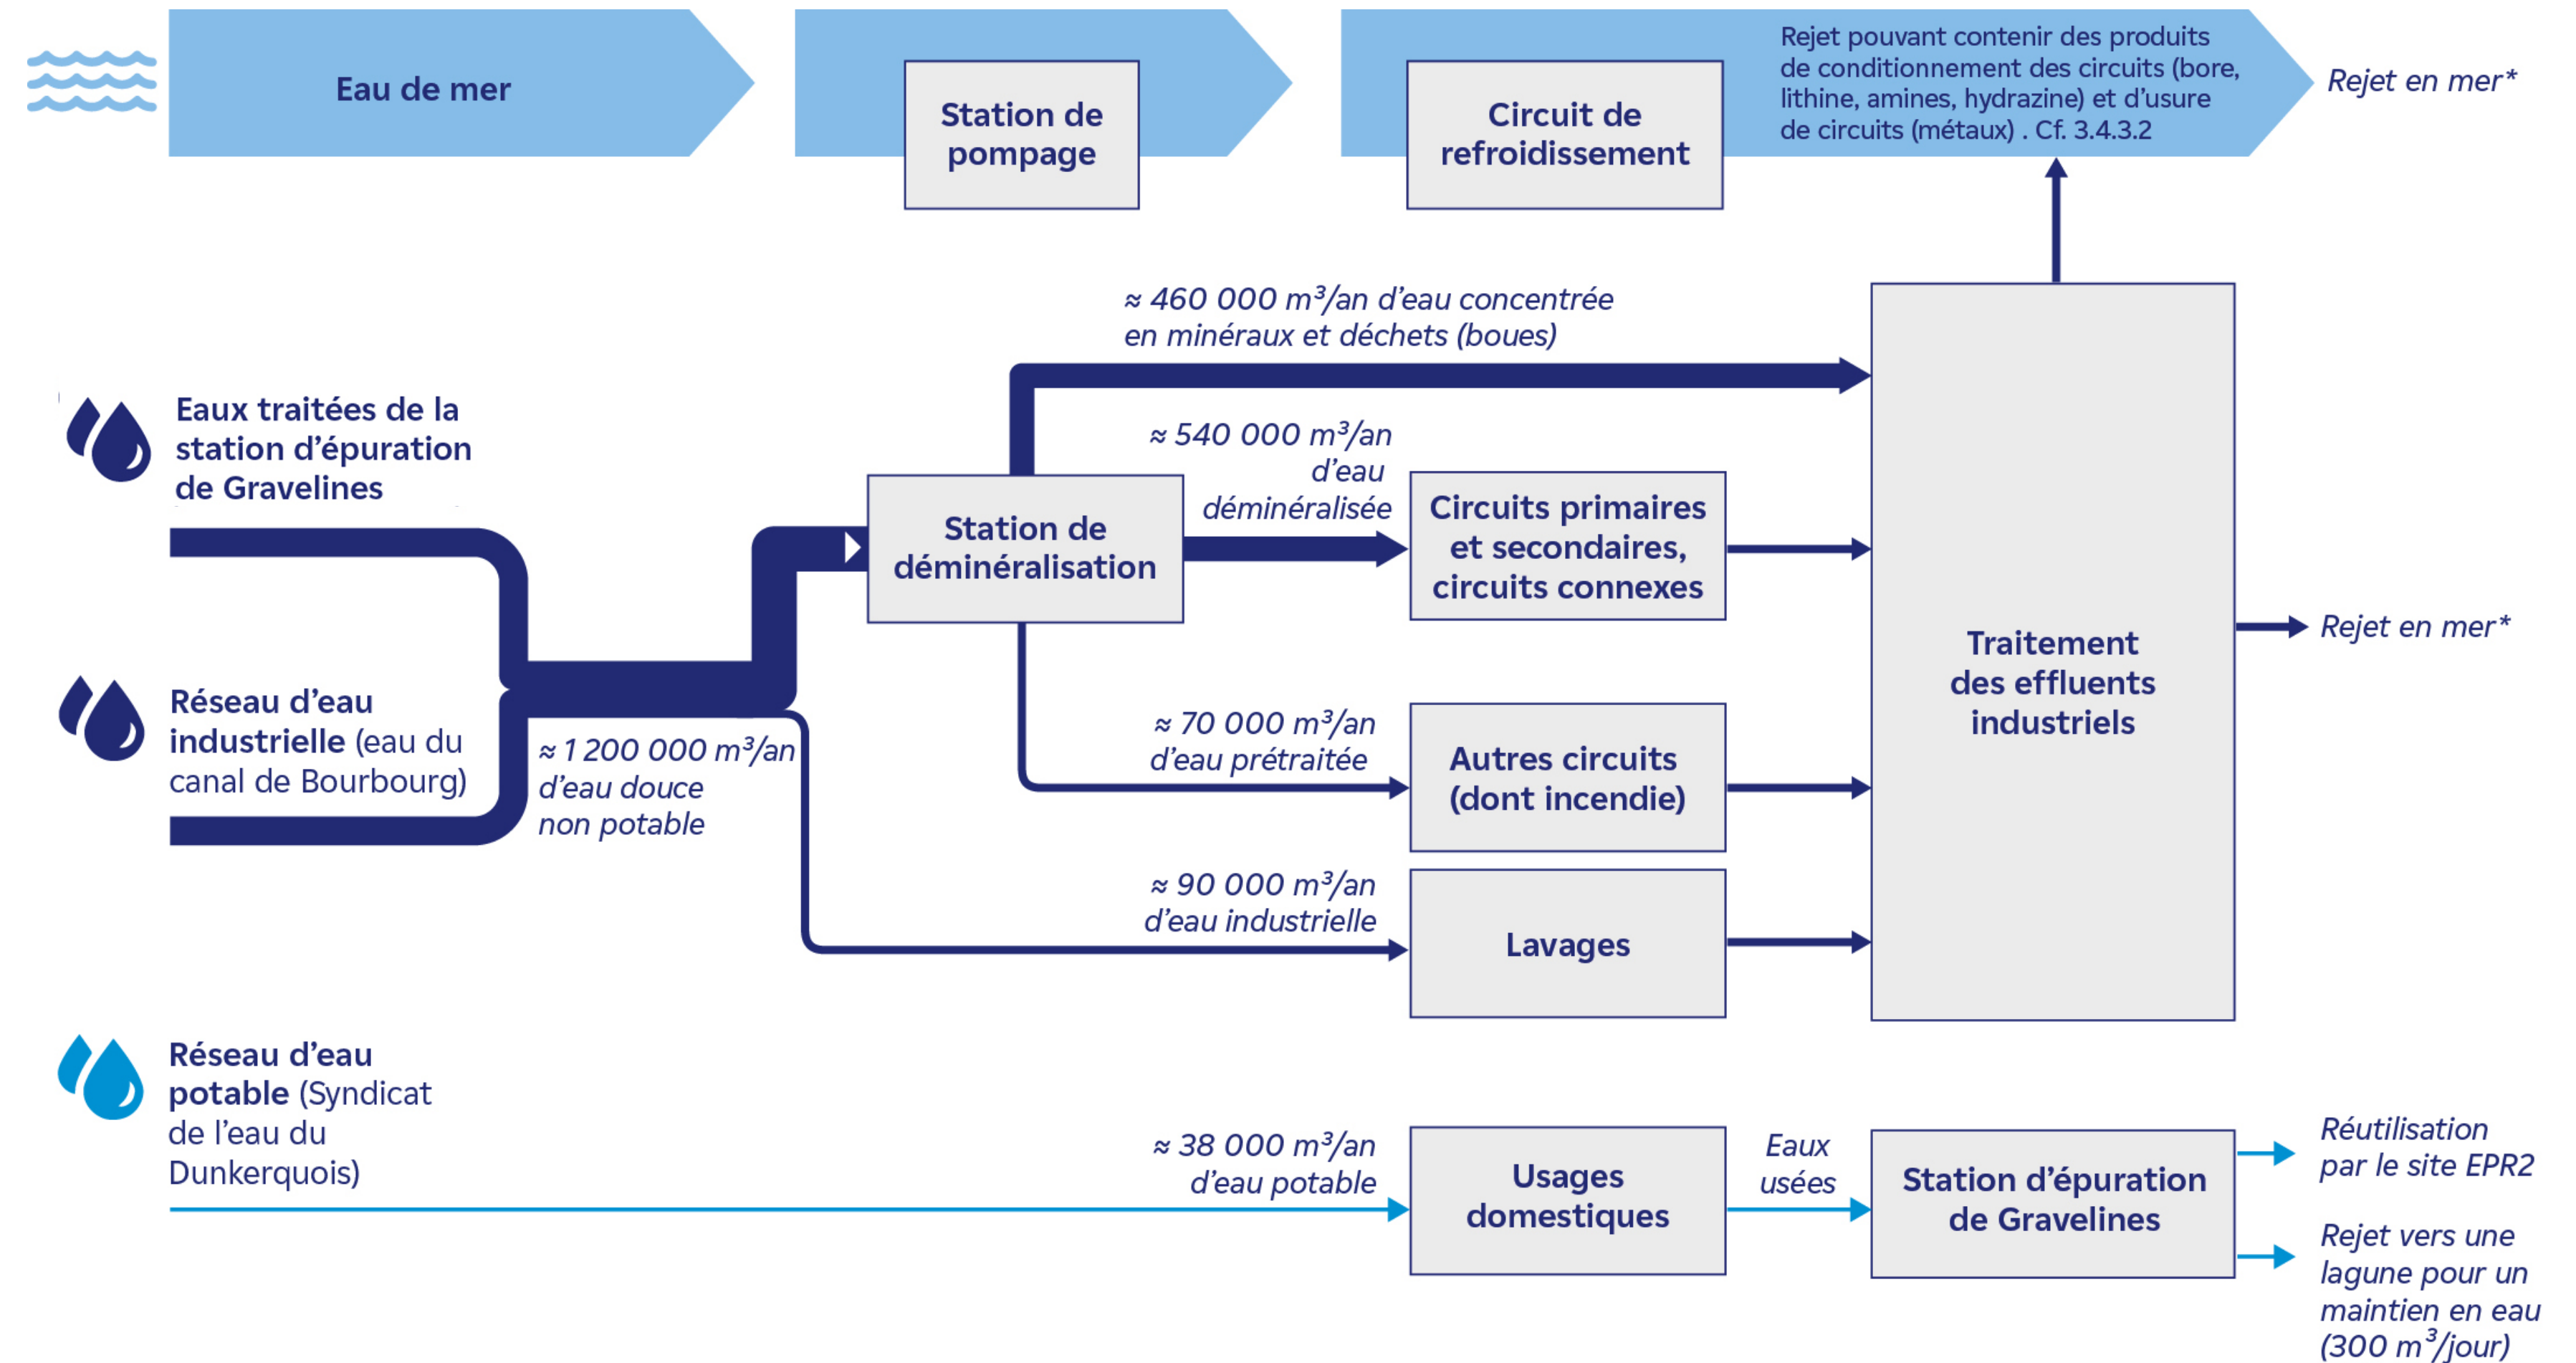 Eau de mer
Station de
pompage
Circuit de
refroidissement
Rejet pouvant contenir des produits
de conditionnement des circuits (bore,
lithine, amines, hydrazine) et d’usure
de circuits (métaux) . Cf. 3.4.3.2
Rejet en mer*
≈ 460 000 m³/an d’eau concentrée
en minéraux et déchets (boues)
Eaux traitées de la
station d’épuration
de Gravelines
≈ 540 000 m³/an
d’eau
déminéralisée
Station de
déminéralisation
Circuits primaires
et secondaires,
circuits connexes
Traitement
des effluents
industriels
Rejet en mer*
Réseau d’eau
industrielle (eau du
canal de Bourbourg)
≈ 1 200 000 m³/an
d’eau douce
non potable
≈ 70 000 m³/an
d’eau prétraitée
Autres circuits
(dont incendie)
≈ 90 000 m³/an
d’eau industrielle
Lavages
Réseau d’eau
potable (Syndicat
de l’eau du
Dunkerquois)
≈ 38 000 m³/an
d’eau potable
Usages
domestiques
Eaux
usées
Station d’épuration
de Gravelines
Réutilisation
par le site EPR2
Rejet vers une
lagune pour un
maintien en eau
(300 m³/jour)